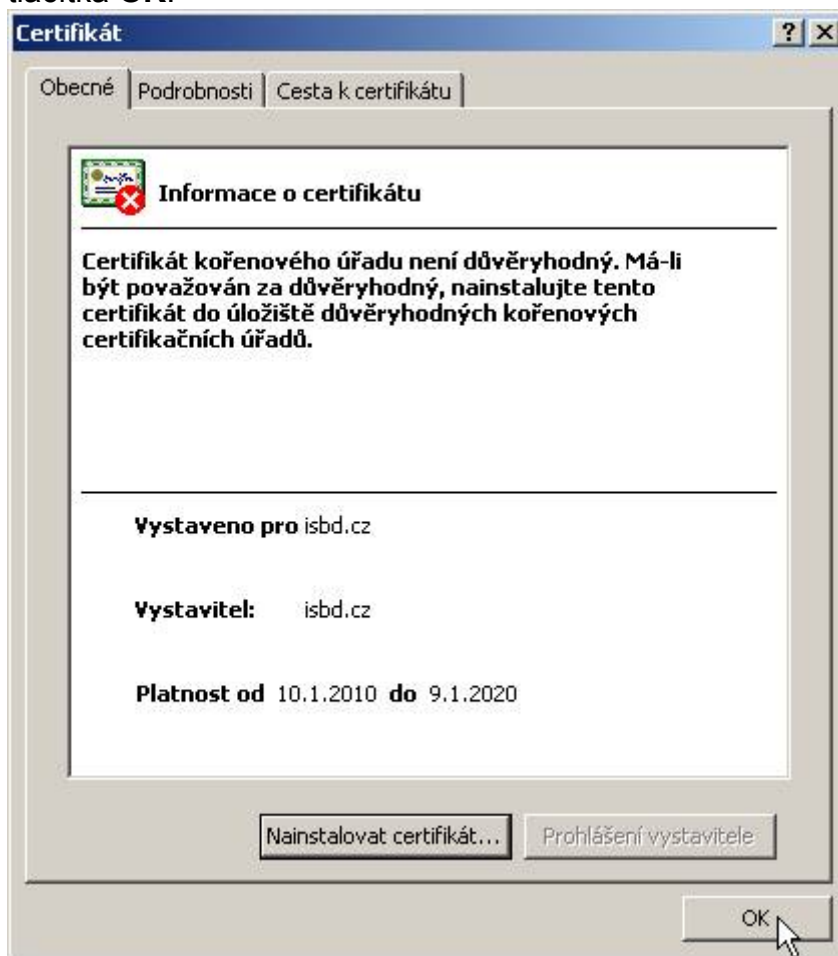 tlačítka OK.
Certifikát
Obecné Podrobnosti Cesta k certifikátu
Informace o certifikátu
Certifikát kořenového úřadu není důvěryhodný. Má-li
být považován za důvěryhodný, nainstalujte tento
certifikát do úložiště důvěryhodných kořenových
certifikačních úřadů.
Vystaveno pro isbd.cz
Vystavitel: isbd.cz
Platnost od 10.1.2010 do 9.1.2020
Nainstalovat certifikát... Prohlášení vystavitele
OK